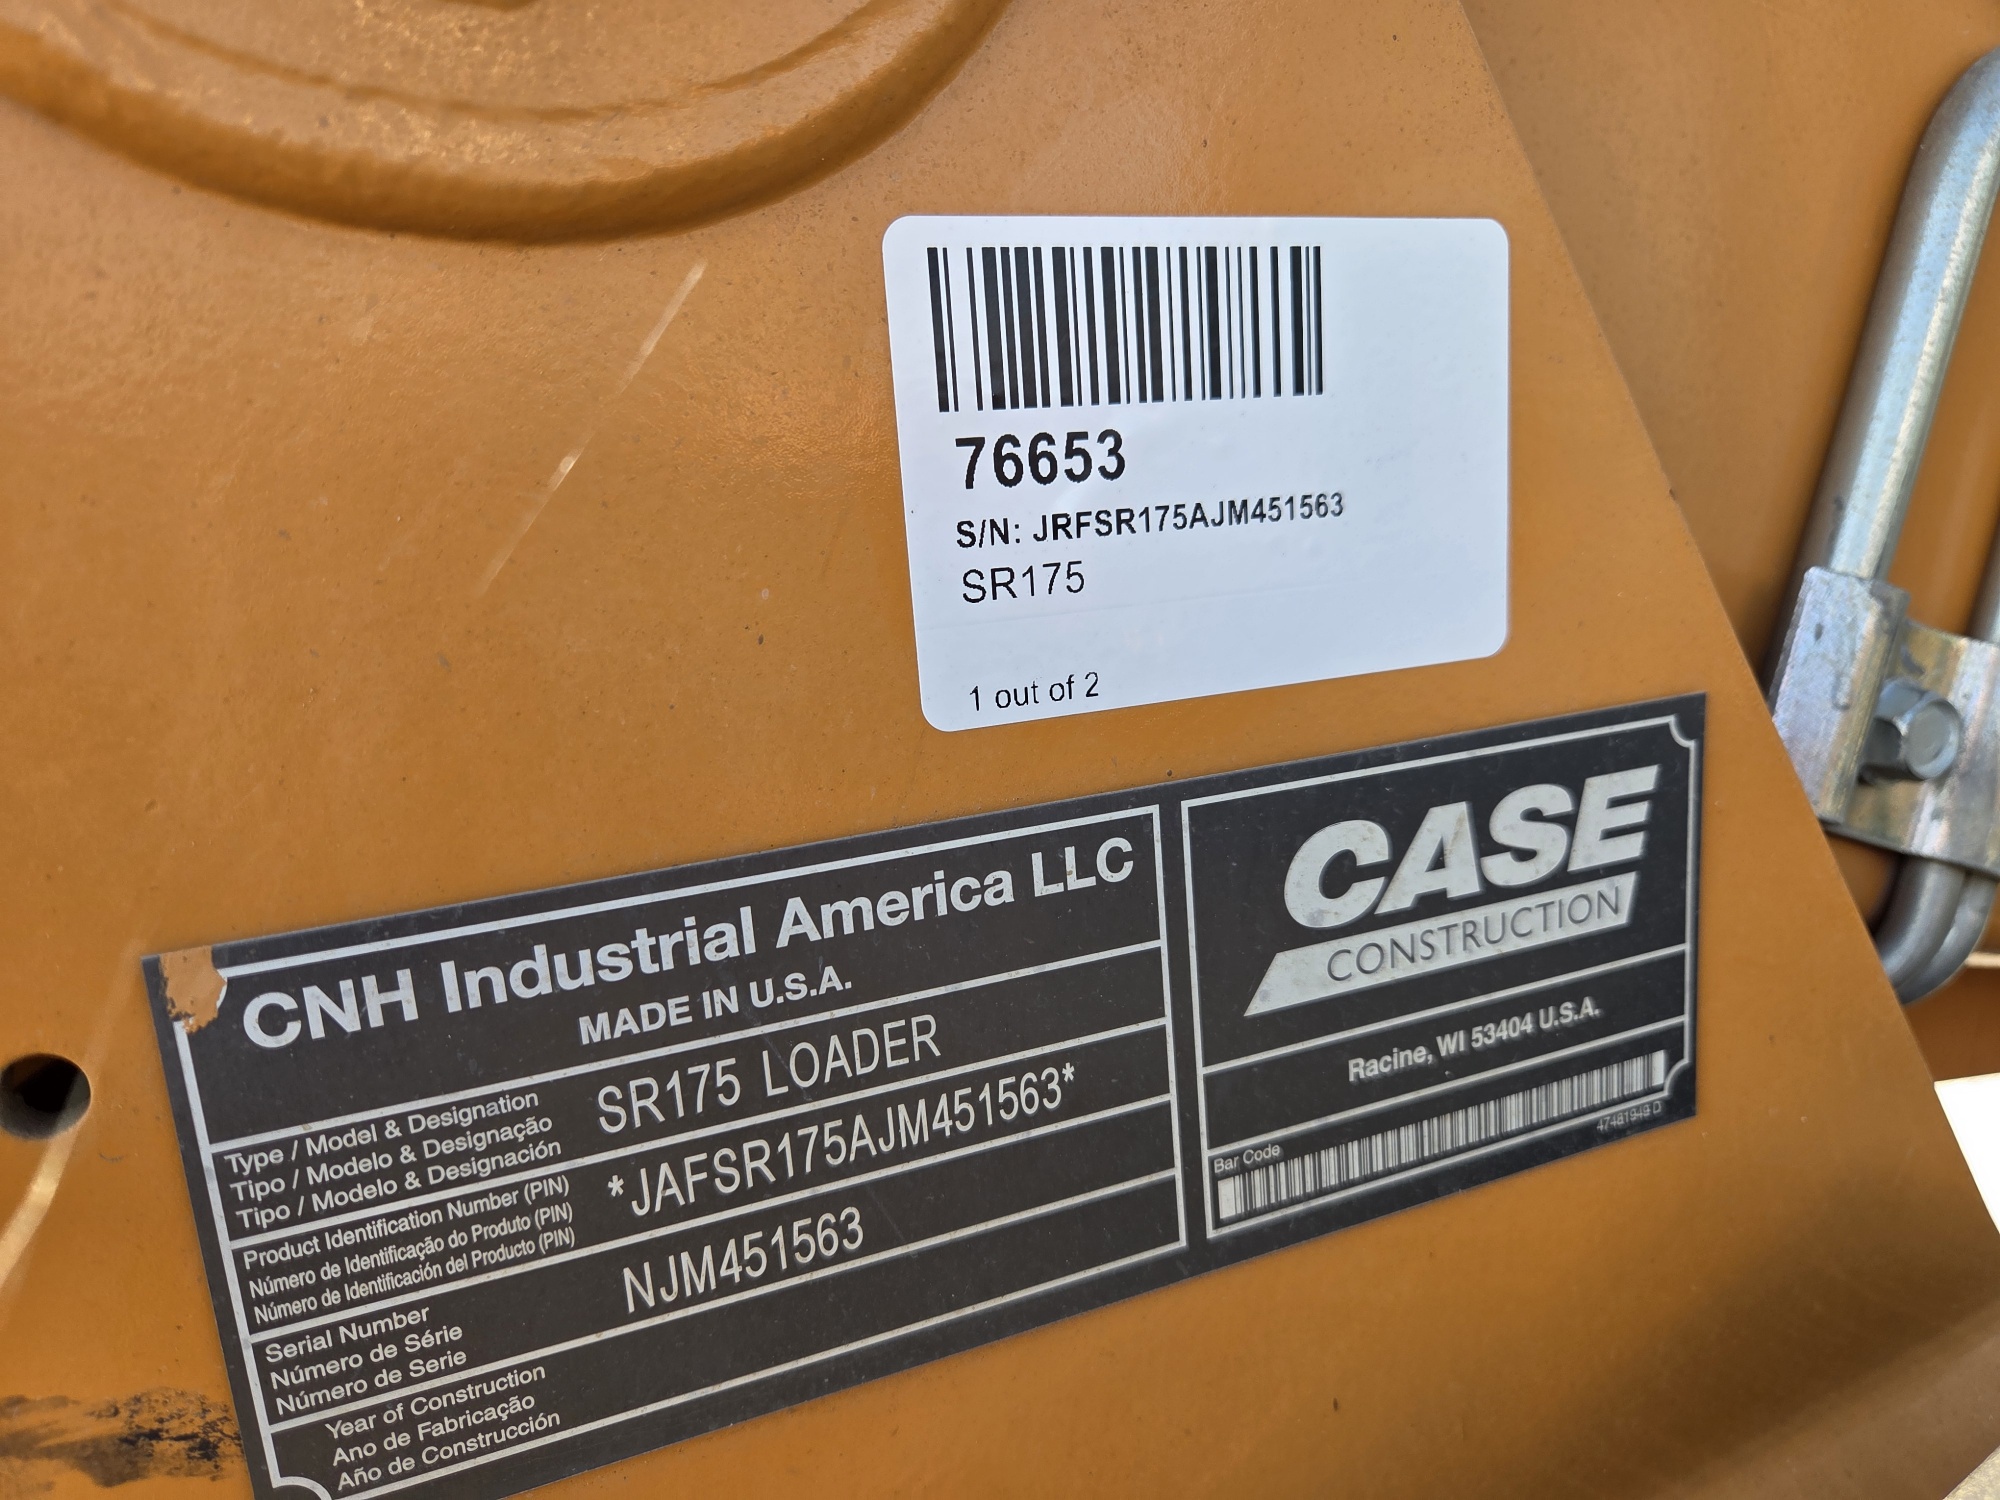 76653
S/N: JRFSR175AJM451563
SR175
1 out of 2
CNH Industrial America LLC
MADE IN U.S.A.
Type / Model & Designation
Tipo / Modelo & Designação
Tipo / Modelo & Designación
SR175 LOADER
Product Identification Number (PIN)
Número de Identificação do Produto (PIN)
Número de Identificación del Producto (PIN)
*JAFSR175AJM451563*
Serial Number
Número de Série
Número de Serie
NJM451563
Year of Construction
Ano de Fabricação
Año de Construcción
CASE
CONSTRUCTION
Racine, WI 53404 U.S.A.
Bar Code
47481949 D